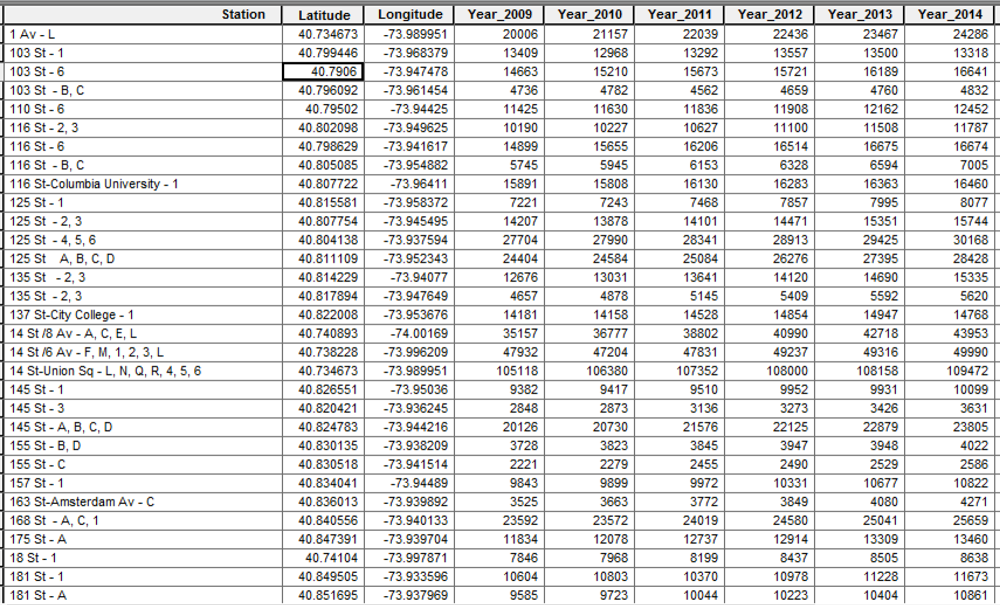 Station Latitude Longitude Year_2009 Year_2010 Year_2011 Year_2012 Year_2013 Year_2014
1 Av - L 40.734673 -73.989951 20006 21157 22039 22436 23467 24286
103 St - 1 40.799446 -73.968379 13409 12968 13292 13557 13500 13318
103 St - 6 40.7906 -73.947478 14663 15210 15673 15721 16189 16641
103 St - B, C 40.796092 -73.961454 4736 4782 4562 4659 4760 4832
110 St - 6 40.79502 -73.94425 11425 11630 11836 11908 12162 12452
116 St - 2, 3 40.802098 -73.949625 10190 10227 10627 11100 11508 11787
116 St - 6 40.798629 -73.941617 14899 15655 16206 16514 16675 16674
116 St - B, C 40.805085 -73.954882 5745 5945 6153 6328 6594 7005
116 St-Columbia University - 1 40.807722 -73.96411 15891 15808 16130 16283 16363 16460
125 St - 1 40.815581 -73.958372 7221 7243 7468 7857 7995 8077
125 St - 2, 3 40.807754 -73.945495 14207 13878 14101 14471 15351 15744
125 St - 4, 5, 6 40.804138 -73.937594 27704 27990 28341 28913 29425 30168
125 St A, B, C, D 40.811109 -73.952343 24404 24584 25084 26276 27395 28428
135 St - 2, 3 40.814229 -73.94077 12676 13031 13641 14120 14690 15335
135 St - 2, 3 40.817894 -73.947649 4657 4878 5145 5409 5592 5620
137 St-City College - 1 40.822008 -73.953676 14181 14158 14528 14854 14947 14768
14 St /8 Av - A, C, E, L 40.740893 -74.00169 35157 36777 38802 40990 42718 43953
14 St /6 Av - F, M, 1, 2, 3, L 40.738228 -73.996209 47932 47204 47831 49237 49316 49990
14 St-Union Sq - L, N, Q, R, 4, 5, 6 40.734673 -73.989951 105118 106380 107352 108000 108158 109472
145 St - 1 40.826551 -73.95036 9382 9417 9510 9952 9931 10099
145 St - 3 40.820421 -73.936245 2848 2873 3136 3273 3426 3631
145 St - A, B, C, D 40.824783 -73.944216 20126 20730 21576 22125 22879 23805
155 St - B, D 40.830135 -73.938209 3728 3823 3845 3947 3948 4022
155 St - C 40.830518 -73.941514 2221 2279 2455 2490 2529 2586
157 St - 1 40.834041 -73.94489 9843 9899 9972 10331 10677 10822
163 St-Amsterdam Av - C 40.836013 -73.939892 3525 3663 3772 3849 4080 4271
168 St - A, C, 1 40.840556 -73.940133 23592 23572 24019 24580 25041 25659
175 St - A 40.847391 -73.939704 11834 12078 12737 12914 13309 13460
18 St - 1 40.74104 -73.997871 7846 7968 8199 8437 8505 8638
181 St - 1 40.849505 -73.933596 10604 10803 10370 10978 11228 11673
181 St - A 40.851695 -73.937969 9585 9723 10044 10223 10404 10861